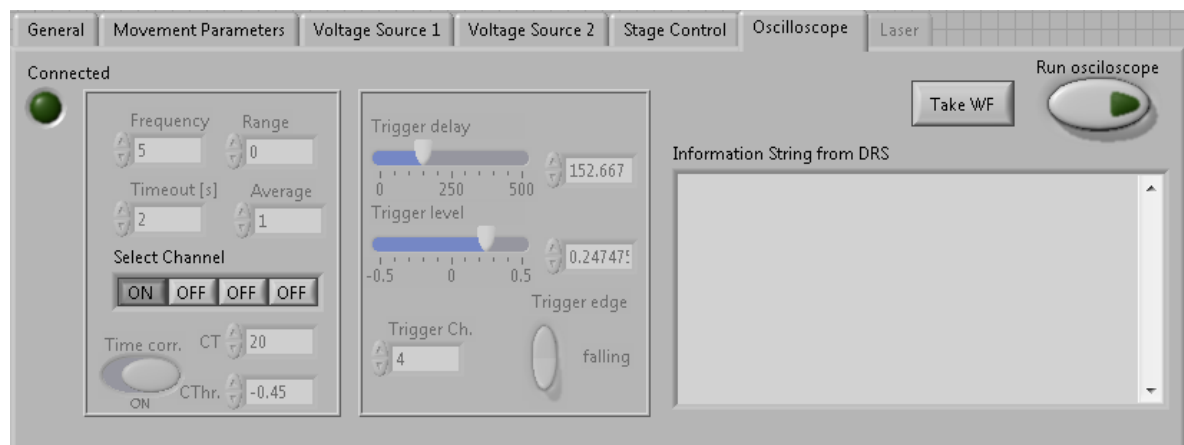 General Movement Parameters Voltage Source 1 Voltage Source 2 Stage Control Oscilloscope Laser
Connected
Run osciloscope
Take WF
Frequency Range
5 0
Timeout [s] Average
2 1
Select Channel
ON OFF OFF OFF
Time corr. CT 20
ON
CThr. -0.45
Trigger delay
152.667
0 250 500
Trigger level
0.247475
-0.5 0 0.5
Trigger edge
Trigger Ch.
4
falling
Information String from DRS